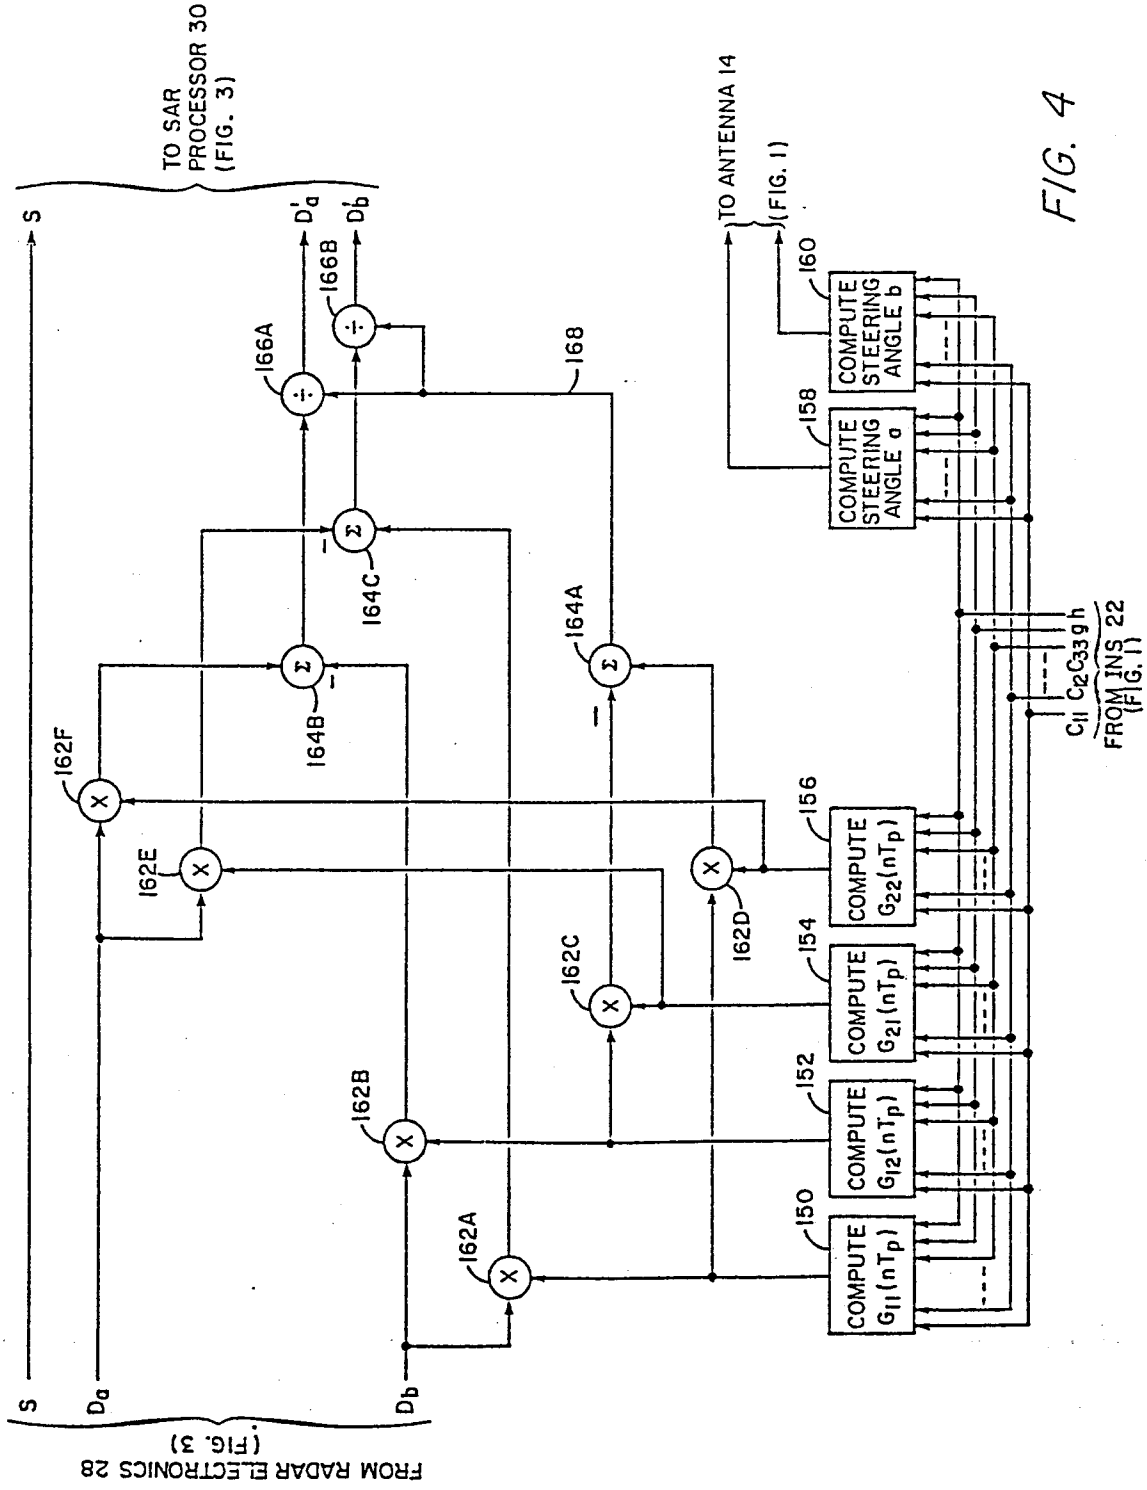 FROM RADAR ELECTRONICS 28
(FIG. 3)
S
Da
Db
S
D'a
D'b
TO SAR
PROCESSOR 30
(FIG. 3)
162F
X
162E
X
162B
X
162A
X
162C
X
162D
X
164B
Σ
−
164C
Σ
−
164A
Σ
−
166A
÷
166B
÷
168
150
COMPUTE
G11(nTp)
152
COMPUTE
G12(nTp)
154
COMPUTE
G21(nTp)
156
COMPUTE
G22(nTp)
158
COMPUTE
STEERING
ANGLE a
160
COMPUTE
STEERING
ANGLE b
TO ANTENNA 14
(FIG. 1)
C11 C12 C33 g h
FROM INS 22
(FIG. 1)
FIG. 4